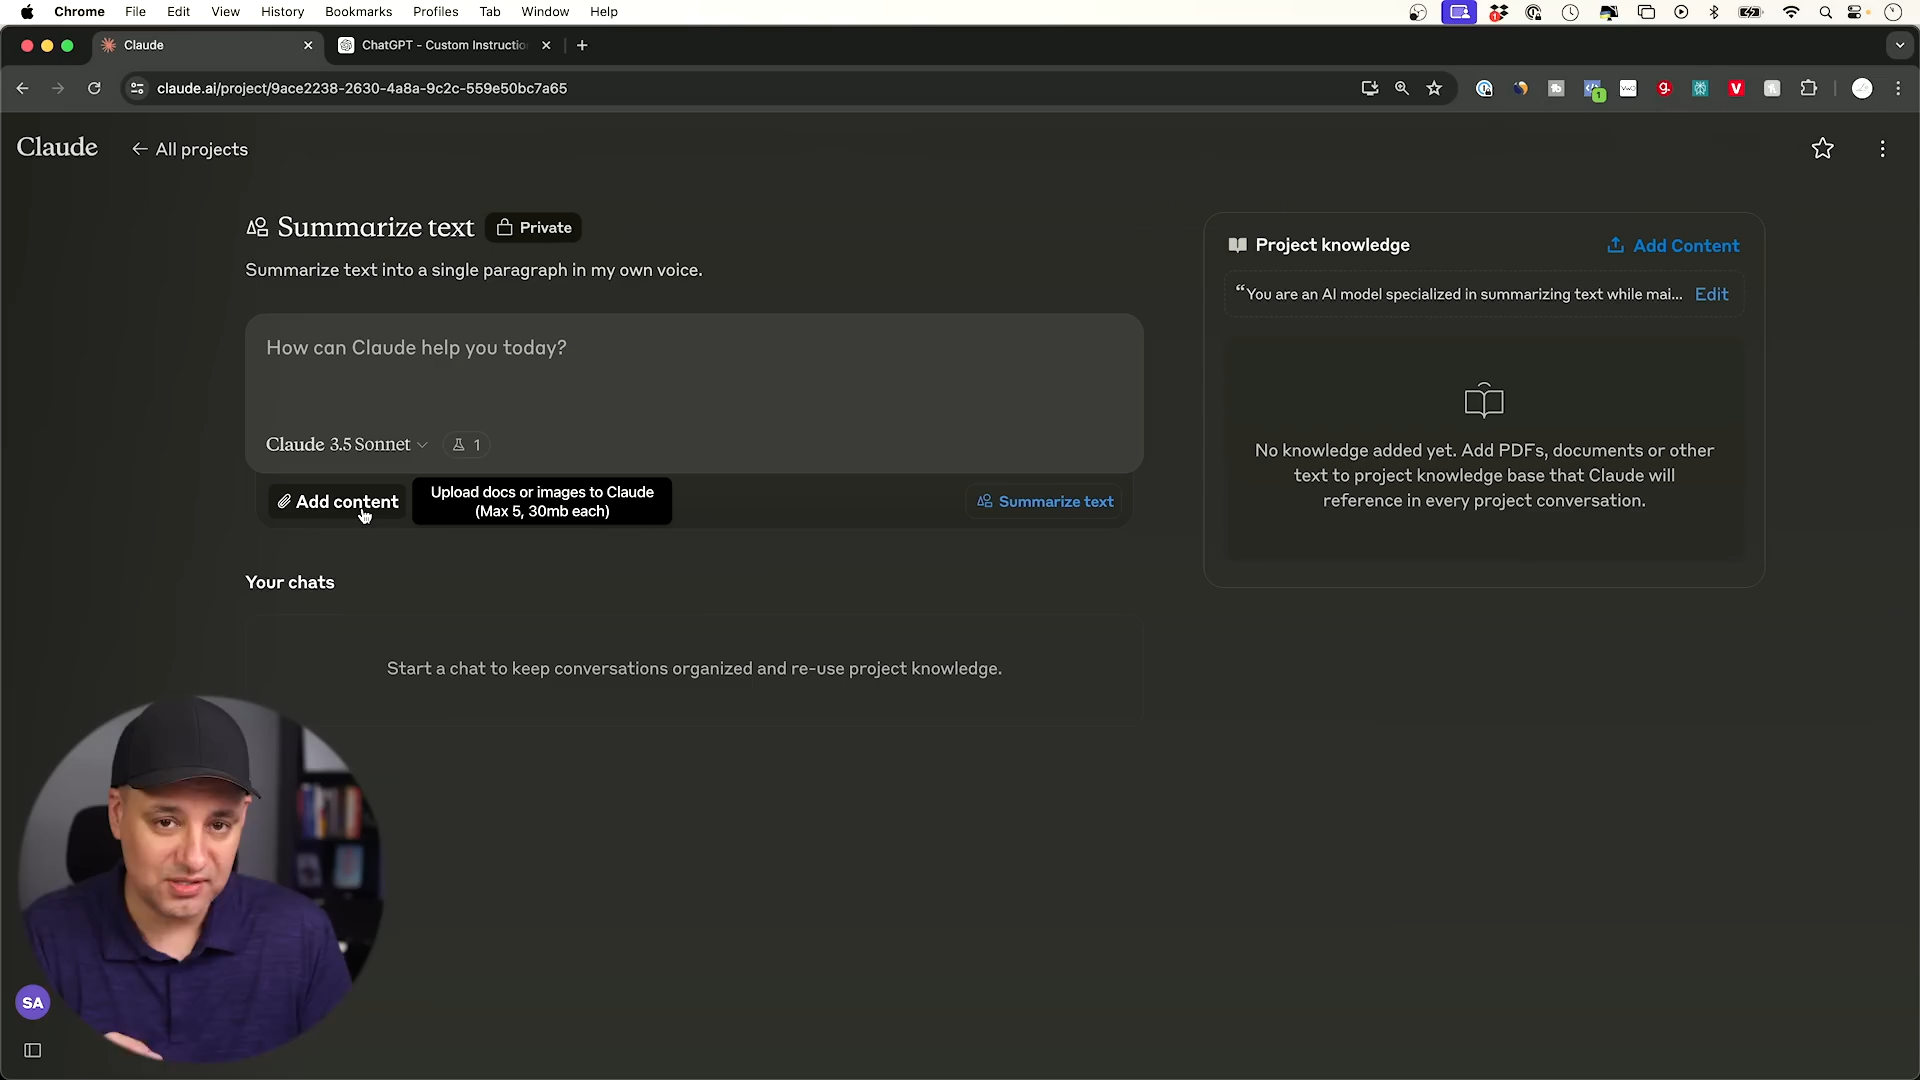 Chrome File Edit View History Bookmarks Profiles Tab Window Help
Claude
ChatGPT - Custom Instructio
claude.ai/project/9ace2238-2630-4a8a-9c2c-559e50bc7a65
Claude
← All projects
Summarize text
Private
Summarize text into a single paragraph in my own voice.
How can Claude help you today?
Claude 3.5 Sonnet
1
Add content
Upload docs or images to Claude
(Max 5, 30mb each)
Summarize text
Your chats
Start a chat to keep conversations organized and re-use project knowledge.
Project knowledge
Add Content
“You are an AI model specialized in summarizing text while mai...
Edit
No knowledge added yet. Add PDFs, documents or other
text to project knowledge base that Claude will
reference in every project conversation.
SA